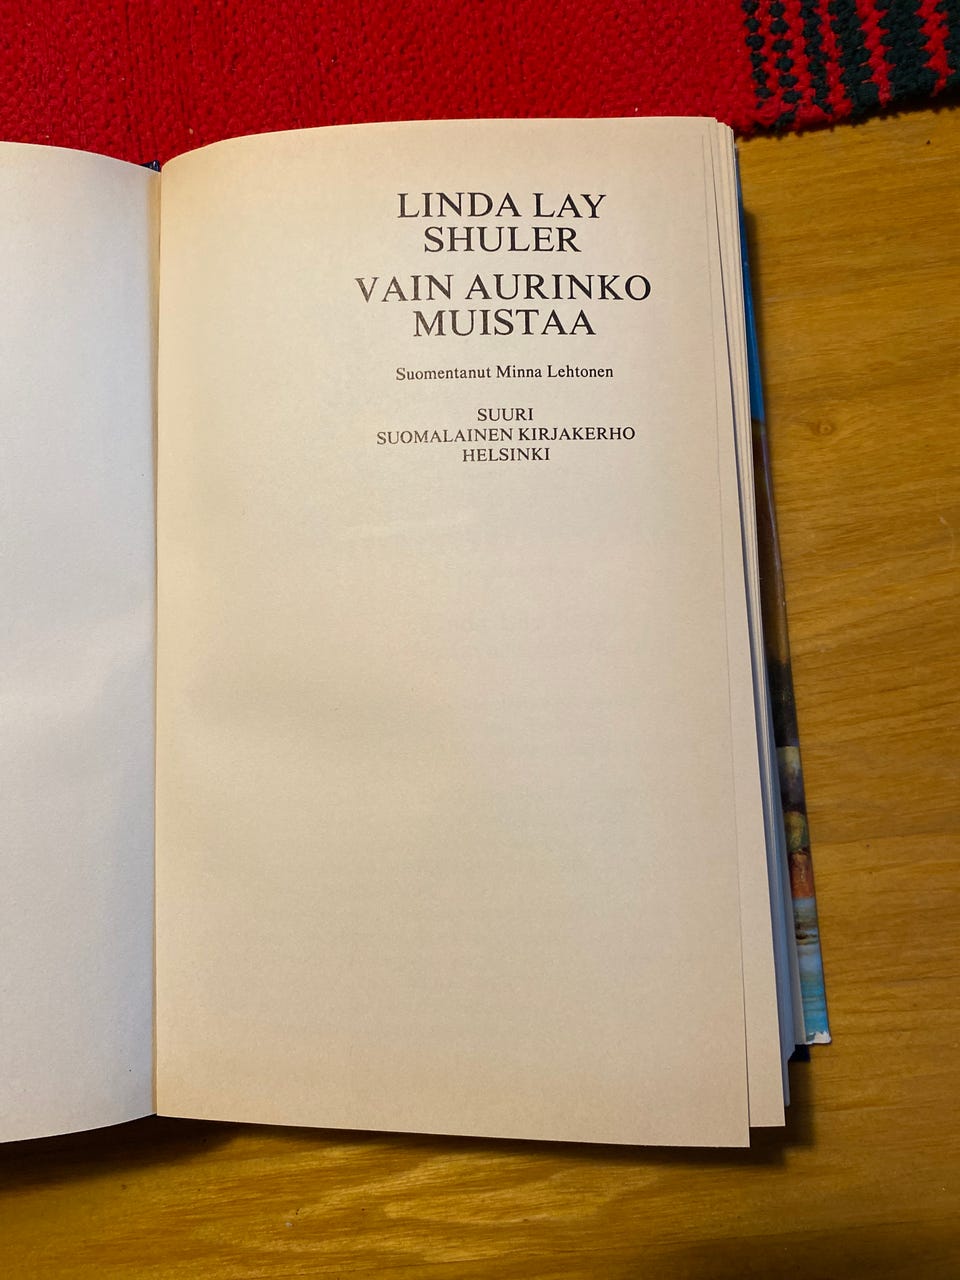 LINDA LAY
SHULER
VAIN AURINKO
MUISTAA
Suomentanut Minna Lehtonen
SUURI
SUOMALAINEN KIRJAKERHO
HELSINKI